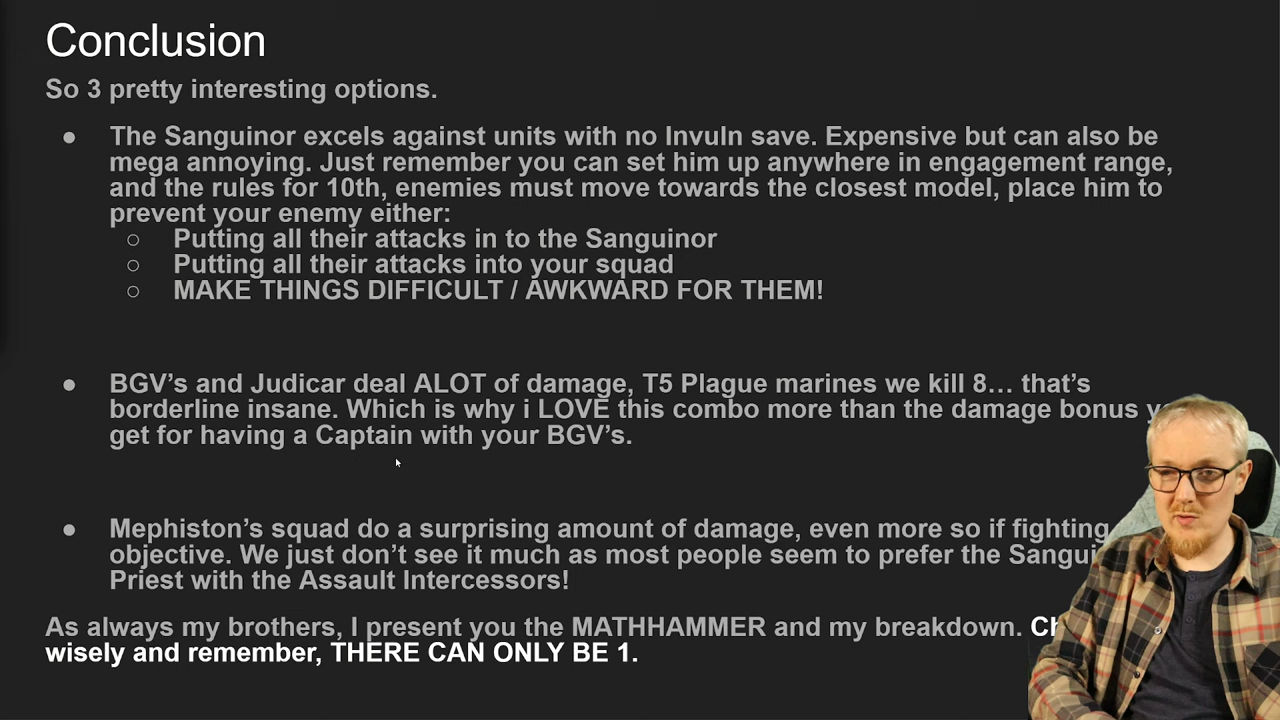 Conclusion
So 3 pretty interesting options.
● The Sanguinor excels against units with no Invuln save. Expensive but can also be
mega annoying. Just remember you can set him up anywhere in engagement range,
and the rules for 10th, enemies must move towards the closest model, place him to
prevent your enemy either:
○ Putting all their attacks in to the Sanguinor
○ Putting all their attacks into your squad
○ MAKE THINGS DIFFICULT / AWKWARD FOR THEM!
● BGV’s and Judicar deal ALOT of damage, T5 Plague marines we kill 8… that’s
borderline insane. Which is why i LOVE this combo more than the damage bonus
get for having a Captain with your BGV’s.
● Mephiston’s squad do a surprising amount of damage, even more so if fighting
objective. We just don’t see it much as most people seem to prefer the
Priest with the Assault Intercessors!
As always my brothers, I present you the MATHHAMMER and my breakdown.
wisely and remember, THERE CAN ONLY BE 1.